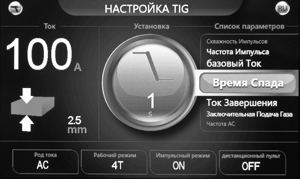 НАСТРОЙКА TIG
Ток
100 A
2.5
mm
Установка
1
s
Список параметров
Скважность Импульсов
Частота Импульса
базовый Ток
Время Спада
Ток Завершения
Заключительная Подача Газа
Частота AC
Род тока
AC
Рабочий режим
4T
Импульсный режим
ON
дистанционный пульт
OFF